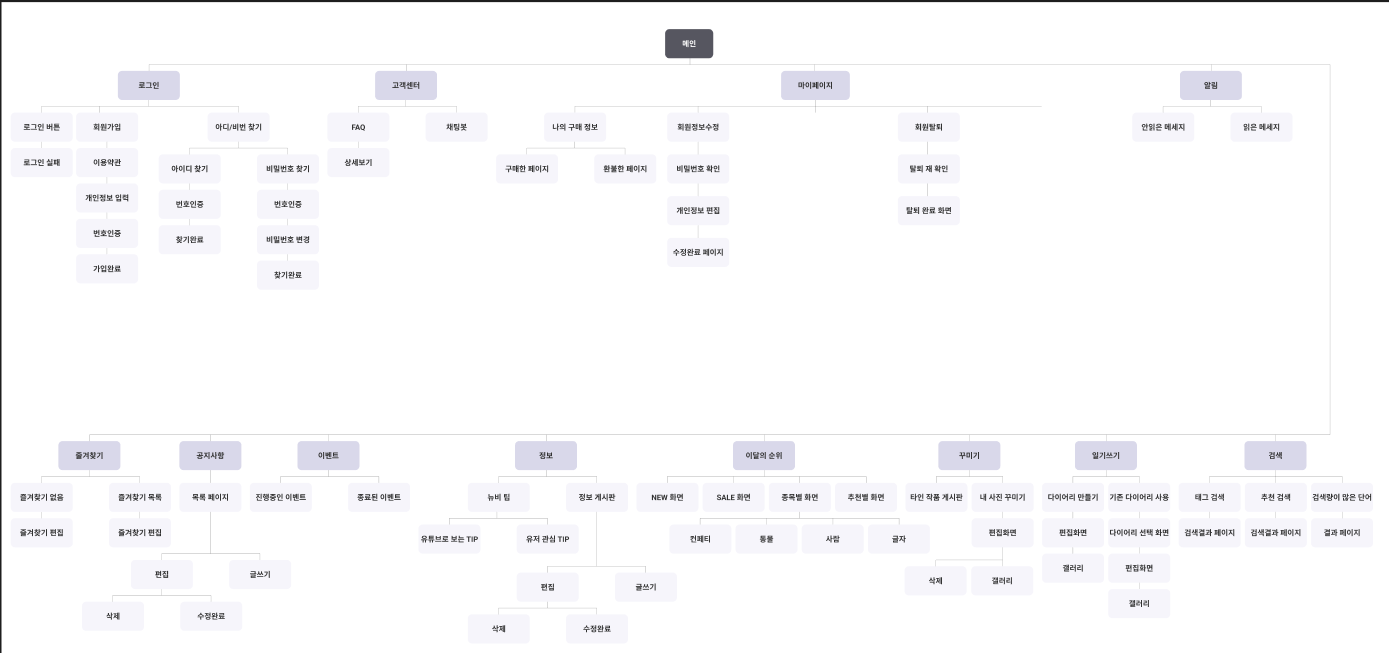 메인
로그인
고객센터
마이페이지
알림
로그인 버튼
회원가입
아디/비번 찾기
FAQ
채팅봇
나의 구매 정보
회원정보수정
회원탈퇴
안읽은 메세지
읽은 메세지
로그인 실패
이용약관
아이디 찾기
비밀번호 찾기
상세보기
구매한 페이지
환불한 페이지
비밀번호 확인
탈퇴 재 확인
개인정보 입력
번호인증
번호인증
개인정보 편집
탈퇴 완료 화면
번호인증
찾기완료
비밀번호 변경
수정완료 페이지
가입완료
찾기완료
즐겨찾기
공지사항
이벤트
정보
이달의 순위
꾸미기
일기쓰기
검색
즐겨찾기 없음
즐겨찾기 목록
목록 페이지
진행중인 이벤트
종료된 이벤트
뉴비 팁
정보 게시판
NEW 화면
SALE 화면
종목별 화면
추천별 화면
타인 작품 게시판
내 사진 꾸미기
다이어리 만들기
기존 다이어리 사용
태그 검색
추천 검색
검색량이 많은 단어
즐겨찾기 편집
즐겨찾기 편집
유튜브로 보는 TIP
유저 관심 TIP
컨페티
동물
사람
글자
편집화면
편집화면
다이어리 선택 화면
검색결과 페이지
검색결과 페이지
결과 페이지
편집
글쓰기
편집
글쓰기
삭제
갤러리
갤러리
편집화면
삭제
수정완료
삭제
수정완료
갤러리